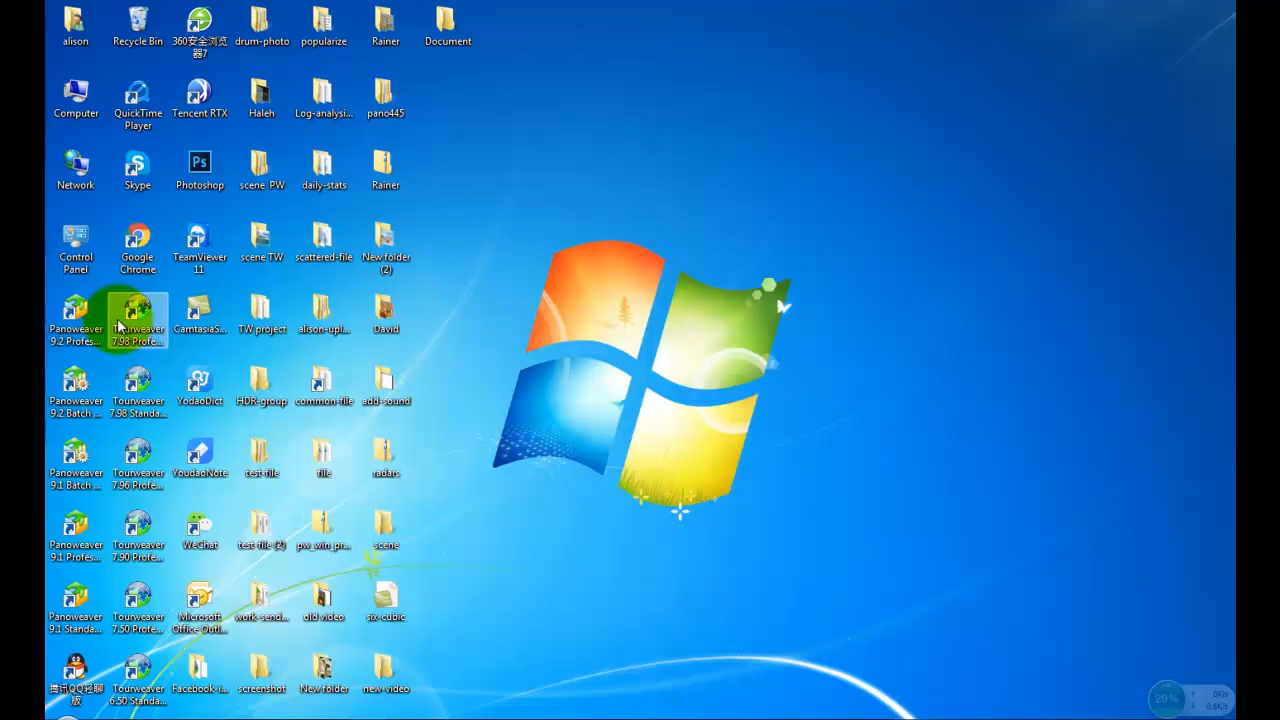 alison
Recycle Bin
360安全浏览
器7
drum-photo
popularize
Rainer
Document
Computer
QuickTime
Player
Tencent RTX
Haleh
Log-analysi...
pano445
Network
Skype
Ps
Photoshop
scene PW
daily-stats
Rainer
Control
Panel
Google
Chrome
TeamViewer
11
scene TW
scattered-file
New folder
(2)
Panoweaver
9.2 Profes...
Tourweaver
7.98 Profe...
CamtasiaS...
TW project
alison-upl...
David
Panoweaver
9.2 Batch ...
Tourweaver
7.98 Standa...
YodaoDict
HDR-group
common-file
add-sound
Panoweaver
9.1 Batch ...
Tourweaver
7.96 Profe...
YoudaoNote
test-file
file
radars
Panoweaver
9.1 Profes...
Tourweaver
7.90 Profe...
WeChat
test-file (2)
pw_win_pr...
scene
Panoweaver
9.1 Standa...
Tourweaver
7.50 Profe...
Microsoft
Office Outl...
work-send...
old video
six-cubic
腾讯QQ轻聊
版
Tourweaver
6.50 Standa...
Facebook-i...
screenshot
New folder
new-video
29%
0K/s
0.6K/s